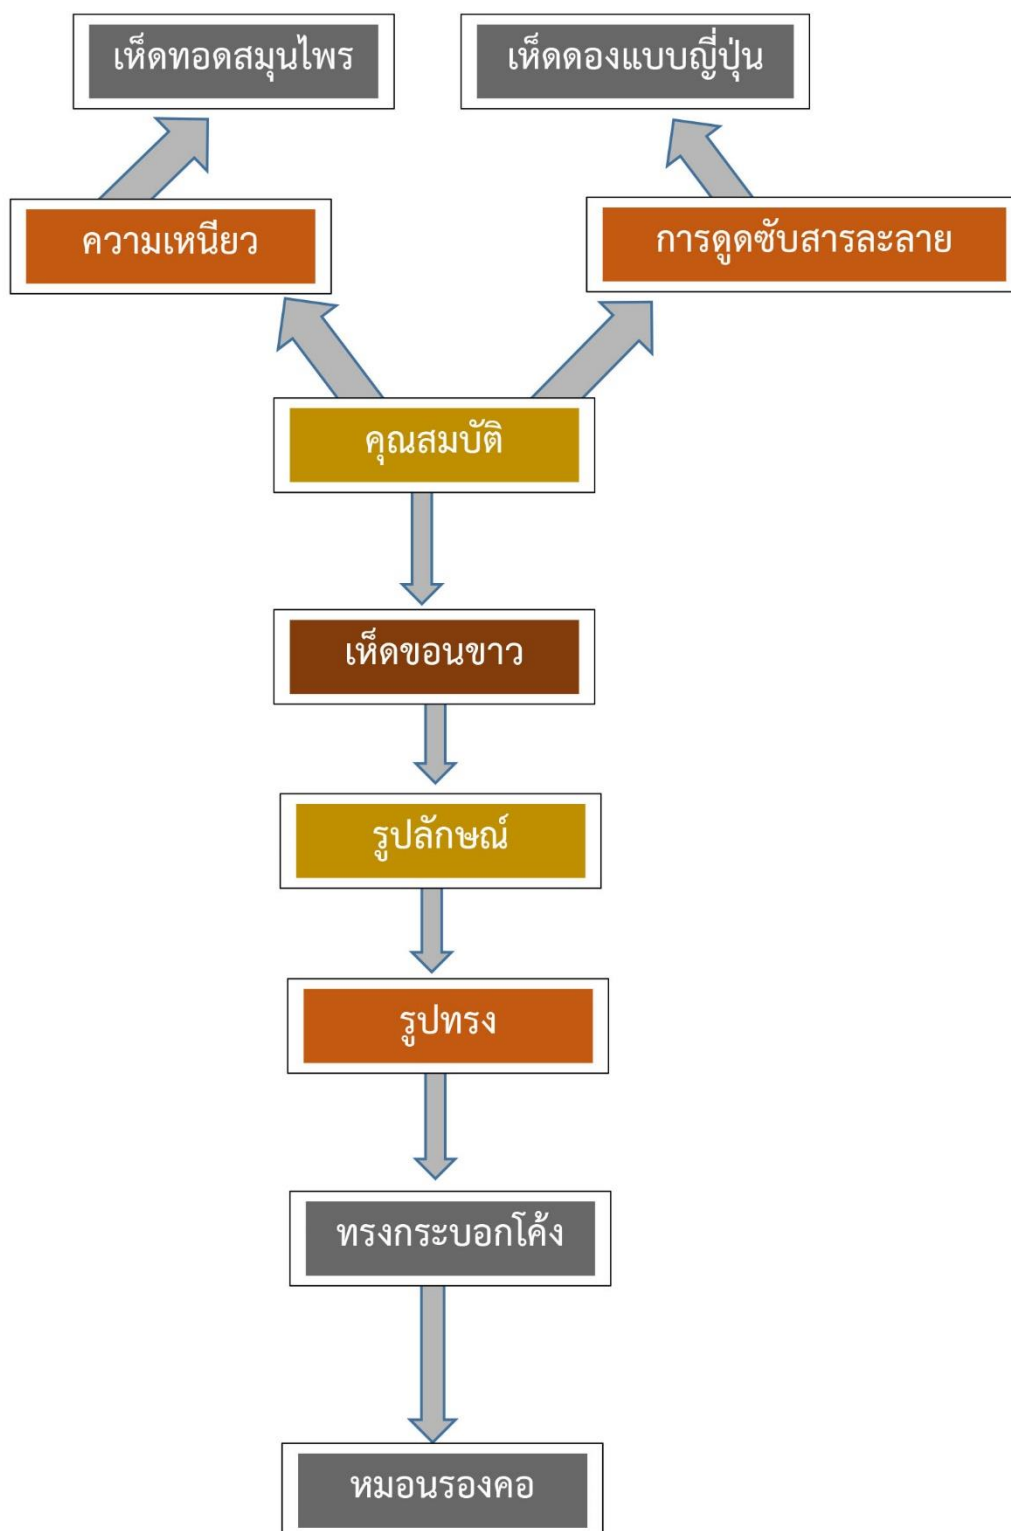 เห็ดทอดสมุนไพร
เห็ดดองแบบญี่ปุ่น
ความเหนียว
การดูดซับสารละลาย
คุณสมบัติ
เห็ดขอนขาว
รูปลักษณ์
รูปทรง
ทรงกระบอกโค้ง
หมอนรองคอ